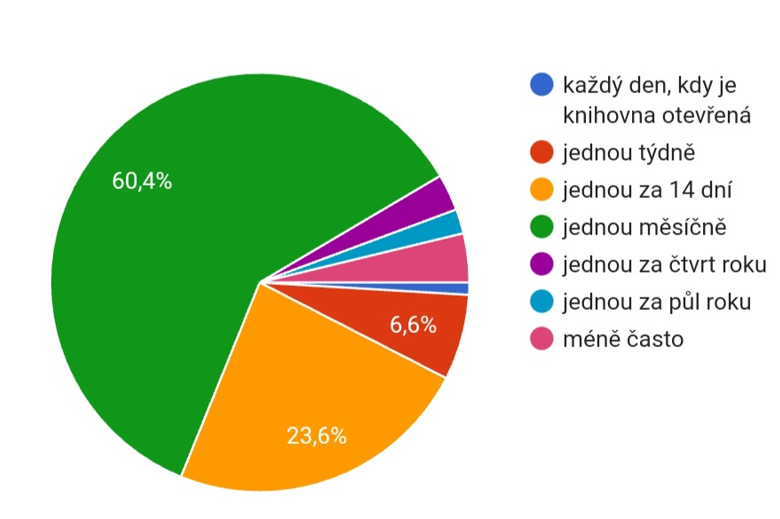 každý den, kdy je
knihovna otevřená
jednou týdně
60,4%
jednou za 14 dní
jednou měsíčně
jednou za čtvrt roku
jednou za půl roku
6,6%
méně často
23,6%